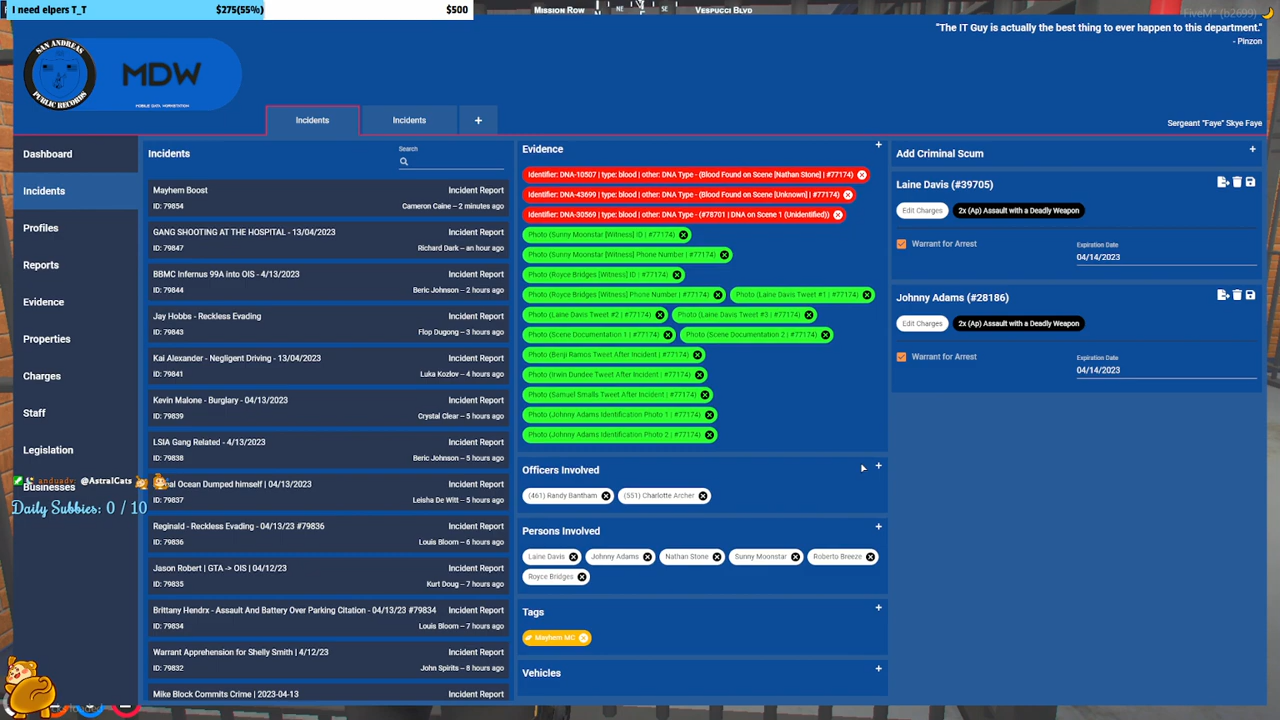 I need elpers T_T $275(55%) $500
Mission Row N NE SE Vespucci Blvd
FiveM® (b2699)
"The IT Guy is actually the best thing to ever happen to this department."
- Pinzon
SAN ANDREAS
PUBLIC RECORDS
MDW
MOBILE DATA WORKSTATION
Incidents
Incidents
+
Sergeant "Faye" Skye Faye
Dashboard
Incidents
Profiles
Reports
Evidence
Properties
Charges
Staff
Legislation
Businesses
anduadv: @AstralCats
Daily Subbies: 0 / 10
Incidents
Search
Mayhem Boost Incident Report
ID: 79854 Cameron Caine – 2 minutes ago
GANG SHOOTING AT THE HOSPITAL - 13/04/2023 Incident Report
ID: 79847 Richard Dark – an hour ago
BBMC Infernus 99A into OIS - 4/13/2023 Incident Report
ID: 79844 Beric Johnson – 2 hours ago
Jay Hobbs - Reckless Evading Incident Report
ID: 79843 Flop Dugong – 3 hours ago
Kai Alexander - Negligent Driving - 13/04/2023 Incident Report
ID: 79841 Luka Kozlov – 4 hours ago
Kevin Malone - Burglary - 04/13/2023 Incident Report
ID: 79839 Crystal Clear – 5 hours ago
LSIA Gang Related - 4/13/2023 Incident Report
ID: 79838 Beric Johnson – 5 hours ago
al Ocean Dumped himself | 04/13/2023 Incident Report
ID: 79837 Leisha De Witt – 5 hours ago
Reginald - Reckless Evading - 04/13/23 #79836 Incident Report
ID: 79836 Louis Bloom – 6 hours ago
Jason Robert | GTA -> OIS | 04/12/23 Incident Report
ID: 79835 Kurt Doug – 7 hours ago
Brittany Hendrx - Assault And Battery Over Parking Citation - 04/13/23 #79834 Incident Report
ID: 79834 Louis Bloom – 7 hours ago
Warrant Apprehension for Shelly Smith | 4/12/23 Incident Report
ID: 79832 John Spirits – 8 hours ago
Mike Block Commits Crime | 2023-04-13 Incident Report
Evidence +
Identifier: DNA-10507 | type: blood | other: DNA Type - (Blood Found on Scene [Nathan Stone] | #77174)
Identifier: DNA-43699 | type: blood | other: DNA Type - (Blood Found on Scene [Unknown] | #77174)
Identifier: DNA-30569 | type: blood | other: DNA Type - (#78701 | DNA on Scene 1 (Unidentified))
Photo (Sunny Moonstar [Witness] ID | #77174)
Photo (Sunny Moonstar [Witness] Phone Number | #77174)
Photo (Royce Bridges [Witness] ID | #77174)
Photo (Royce Bridges [Witness] Phone Number | #77174) Photo (Laine Davis Tweet #1 | #77174)
Photo (Laine Davis Tweet #2 | #77174) Photo (Laine Davis Tweet #3 | #77174)
Photo (Scene Documentation 1 | #77174) Photo (Scene Documentation 2 | #77174)
Photo (Benji Ramos Tweet After Incident | #77174)
Photo (Irwin Dundee Tweet After Incident | #77174)
Photo (Samuel Smalls Tweet After Incident | #77174)
Photo (Johnny Adams Identification Photo 1 | #77174)
Photo (Johnny Adams Identification Photo 2 | #77174)
Officers Involved +
(461) Randy Bantham (551) Charlotte Archer
Persons Involved +
Laine Davis Johnny Adams Nathan Stone Sunny Moonstar Roberto Breeze
Royce Bridges
Tags +
Mayhem MC
Vehicles +
Add Criminal Scum +
Laine Davis (#39705)
Edit Charges 2x (Ap) Assault with a Deadly Weapon
Warrant for Arrest Expiration Date
04/14/2023
Johnny Adams (#28186)
Edit Charges 2x (Ap) Assault with a Deadly Weapon
Warrant for Arrest Expiration Date
04/14/2023